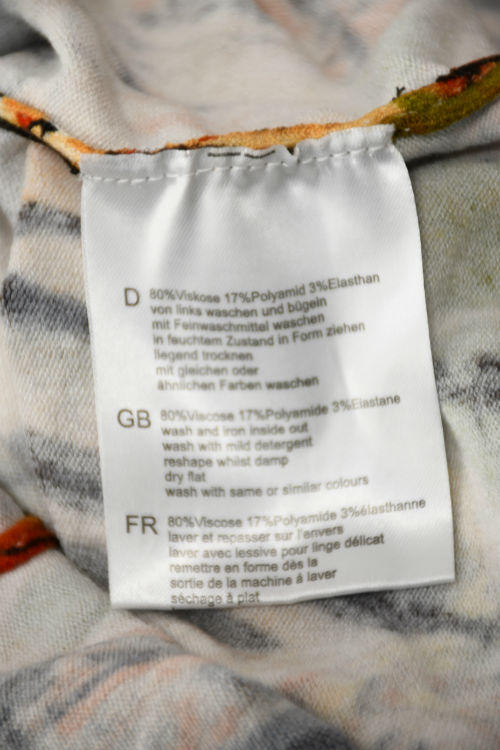 D 80%Viskose 17%Polyamid 3%Elasthan
von links waschen und bügeln
mit Feinwaschmittel waschen
in feuchtem Zustand in Form ziehen
liegend trocknen
mit gleichen oder
ähnlichen Farben waschen
GB 80%Viscose 17%Polyamide 3%Elastane
wash and iron inside out
wash with mild detergent
reshape whilst damp
dry flat
wash with same or similar colours
FR 80%Viscose 17%Polyamide 3%élasthanne
laver et repasser sur l'envers
laver avec lessive pour linge délicat
remettre en forme dès la
sortie de la machine à laver
séchage à plat